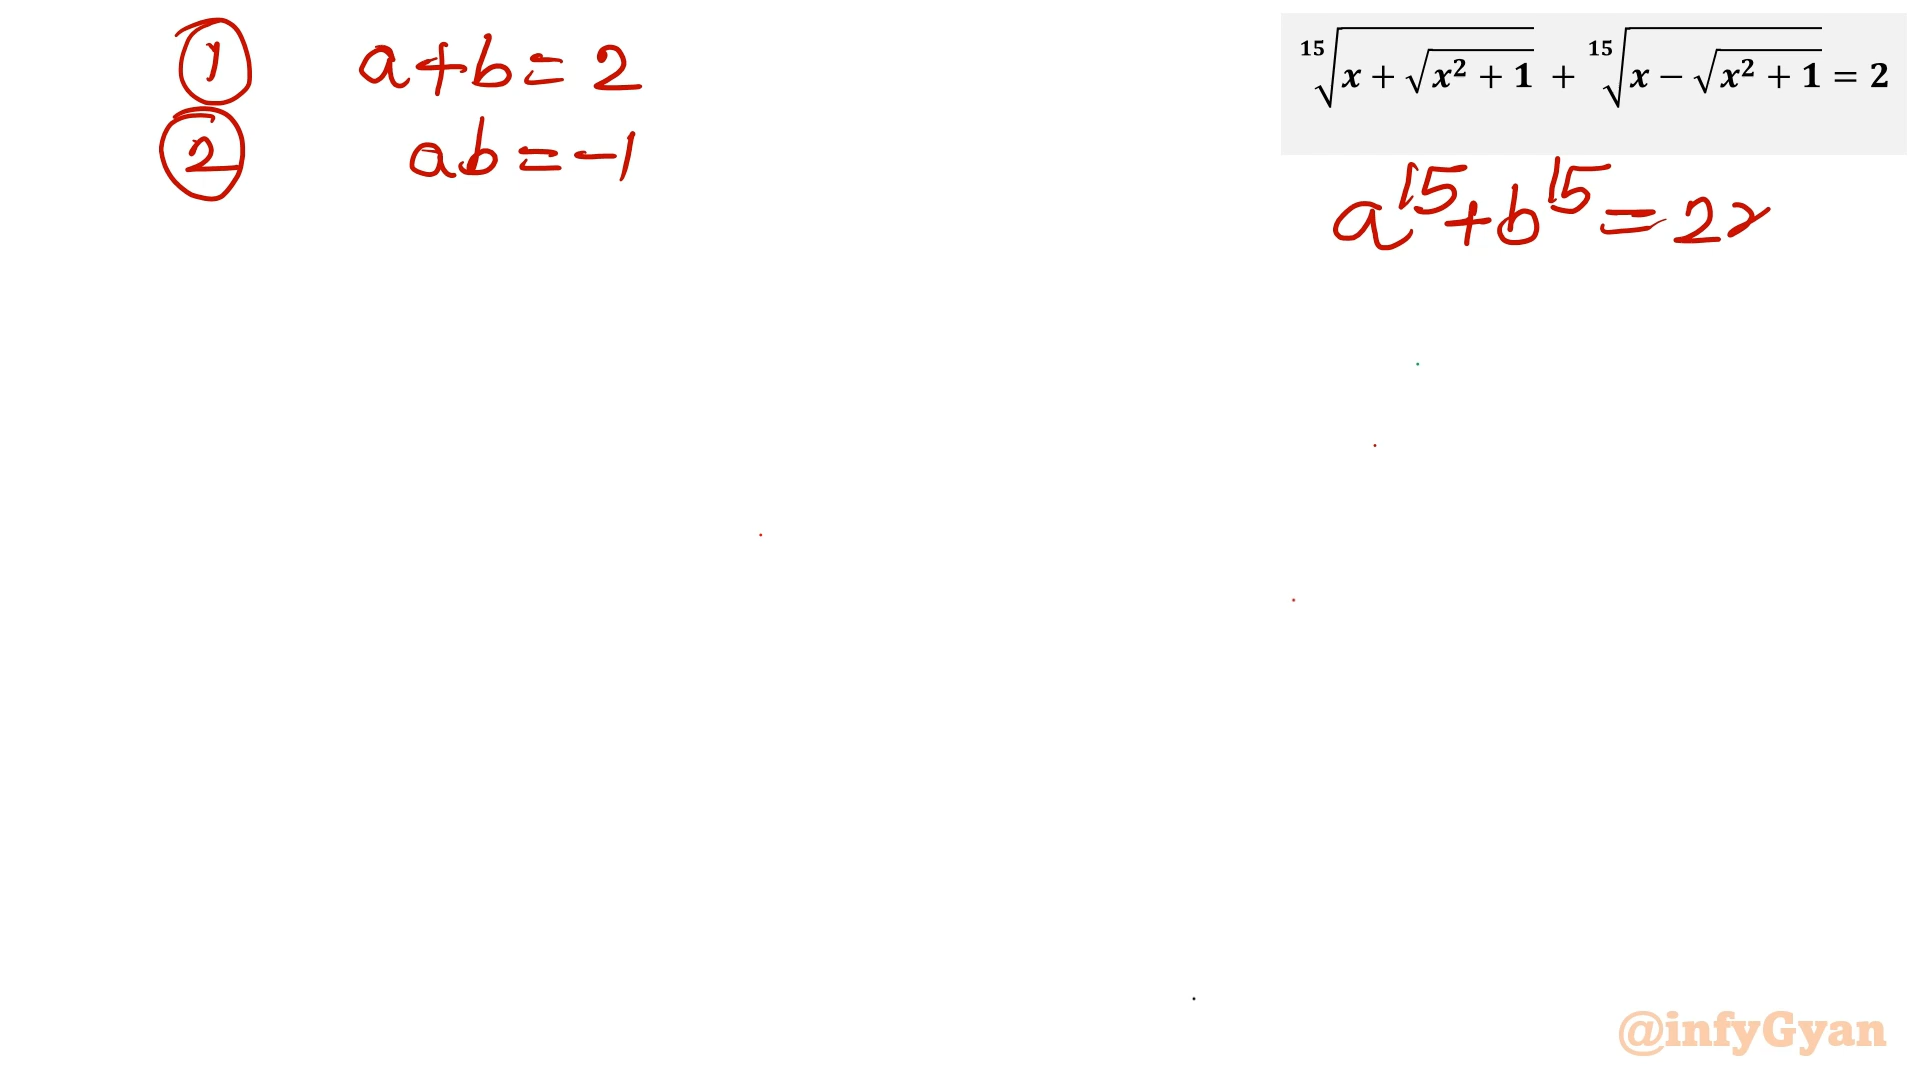 ① a+b=2
② ab=-1
¹⁵√(x + √(x² + 1)) + ¹⁵√(x − √(x² + 1)) = 2
a¹⁵+b¹⁵=2x
@infyGyan